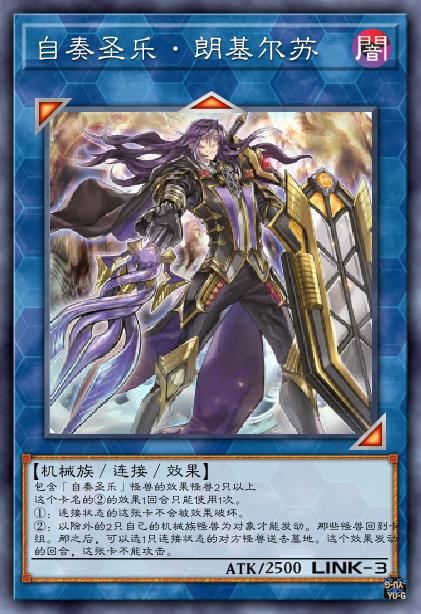 自奏圣乐·朗基尔苏
闇
【机械族／连接／效果】
包含「自奏圣乐」怪兽的效果怪兽2只以上
这个卡名的②的效果1回合只能使用1次。
①：连接状态的这张卡不会被效果破坏。
②：以除外的2只自己的机械族怪兽为对象才能发动。那些怪兽回到卡
组。那之后，可以选1只连接状态的对方怪兽送去墓地。这个效果发动
的回合，这张卡不能攻击。
ATK/2500 LINK-3